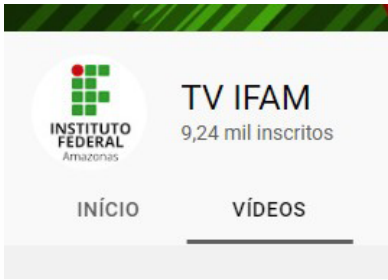 INSTITUTO
FEDERAL
Amazonas
TV IFAM
9,24 mil inscritos
INÍCIO
VÍDEOS